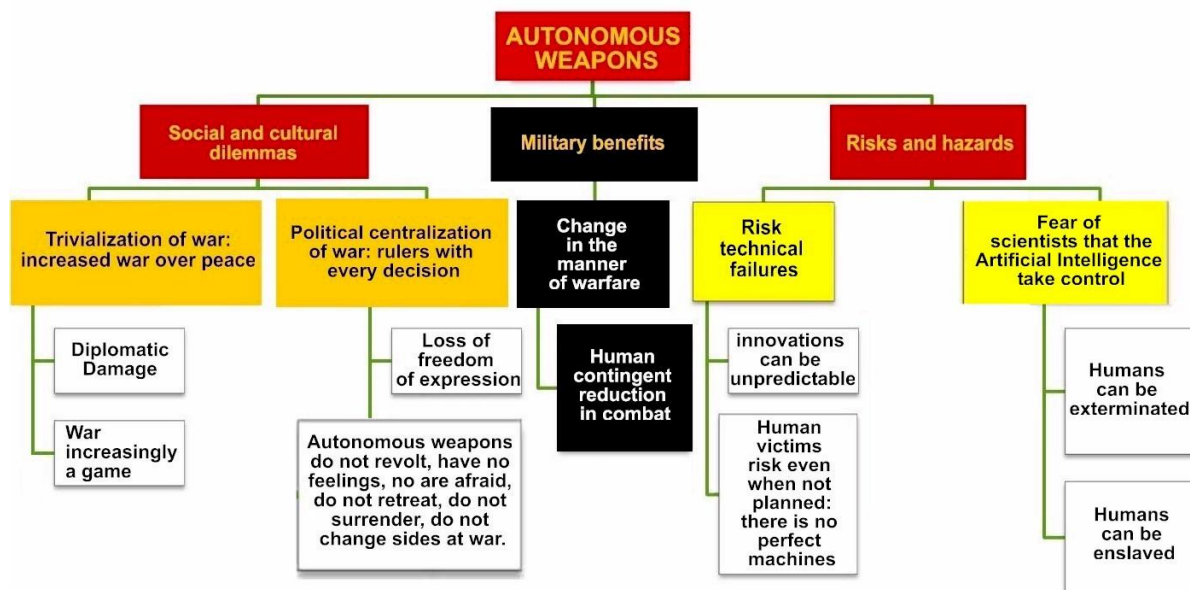 AUTONOMOUS
WEAPONS
Social and cultural
dilemmas
Military benefits
Risks and hazards
Trivialization of war:
increased war over peace
Political centralization
of war: rulers with
every decision
Change
in the
manner
of warfare
Risk
technical
failures
Fear of
scientists that the
Artificial Intelligence
take control
Diplomatic
Damage
War
increasingly
a game
Loss of
freedom
of expression
Autonomous weapons
do not revolt, have no
feelings, no are afraid,
do not retreat, do not
surrender, do not
change sides at war.
Human
contingent
reduction
in combat
innovations
can be
unpredictable
Human
victims
risk even
when not
planned:
there is no
perfect
machines
Humans
can be
exterminated
Humans
can be
enslaved